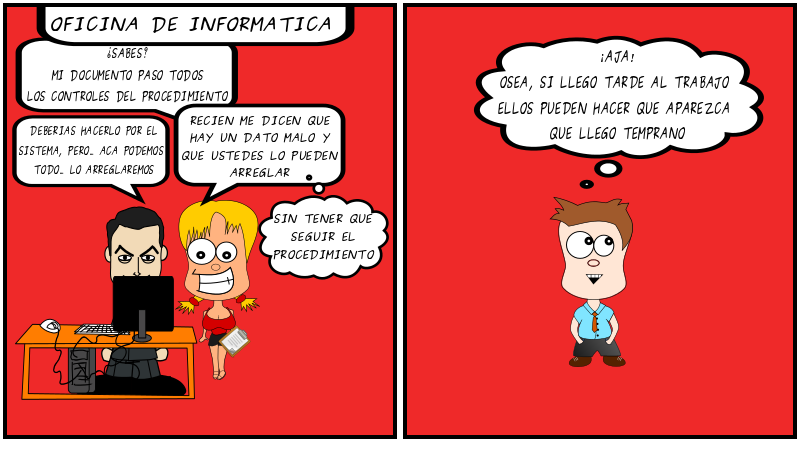 OFICINA DE INFORMATICA
¿SABES?
MI DOCUMENTO PASO TODOS
LOS CONTROLES DEL PROCEDIMIENTO
RECIEN ME DICEN QUE
HAY UN DATO MALO Y
QUE USTEDES LO PUEDEN
ARREGLAR
DEBERIAS HACERLO POR EL
SISTEMA, PERO.. ACA PODEMOS
TODO.. LO ARREGLAREMOS
SIN TENER QUE
SEGUIR EL
PROCEDIMIENTO
¡AJA!
OSEA, SI LLEGO TARDE AL TRABAJO
ELLOS PUEDEN HACER QUE APAREZCA
QUE LLEGO TEMPRANO